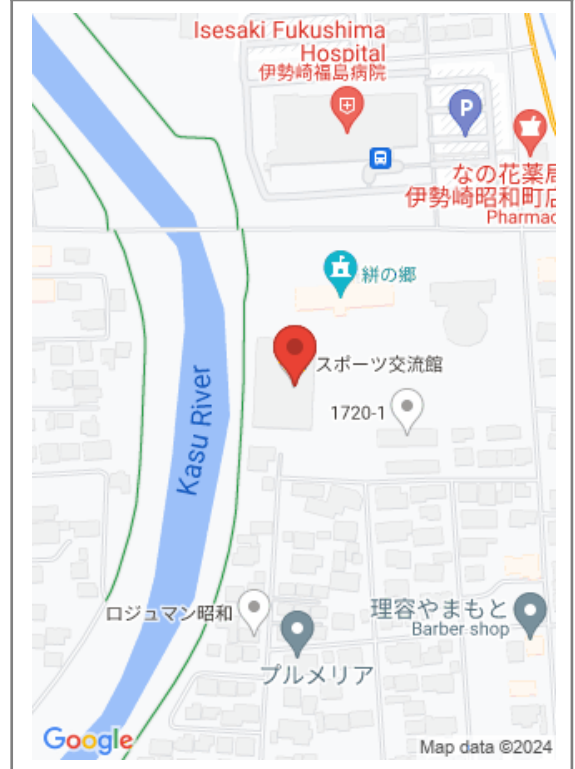 Isesaki Fukushima
Hospital
伊勢崎福島病院
P
なの花薬局
伊勢崎昭和町店
Pharmac
絣の郷
スポーツ交流館
1720-1
Kasu River
ロジュマン昭和
理容やまもと
Barber shop
プルメリア
Google
Map data ©2024